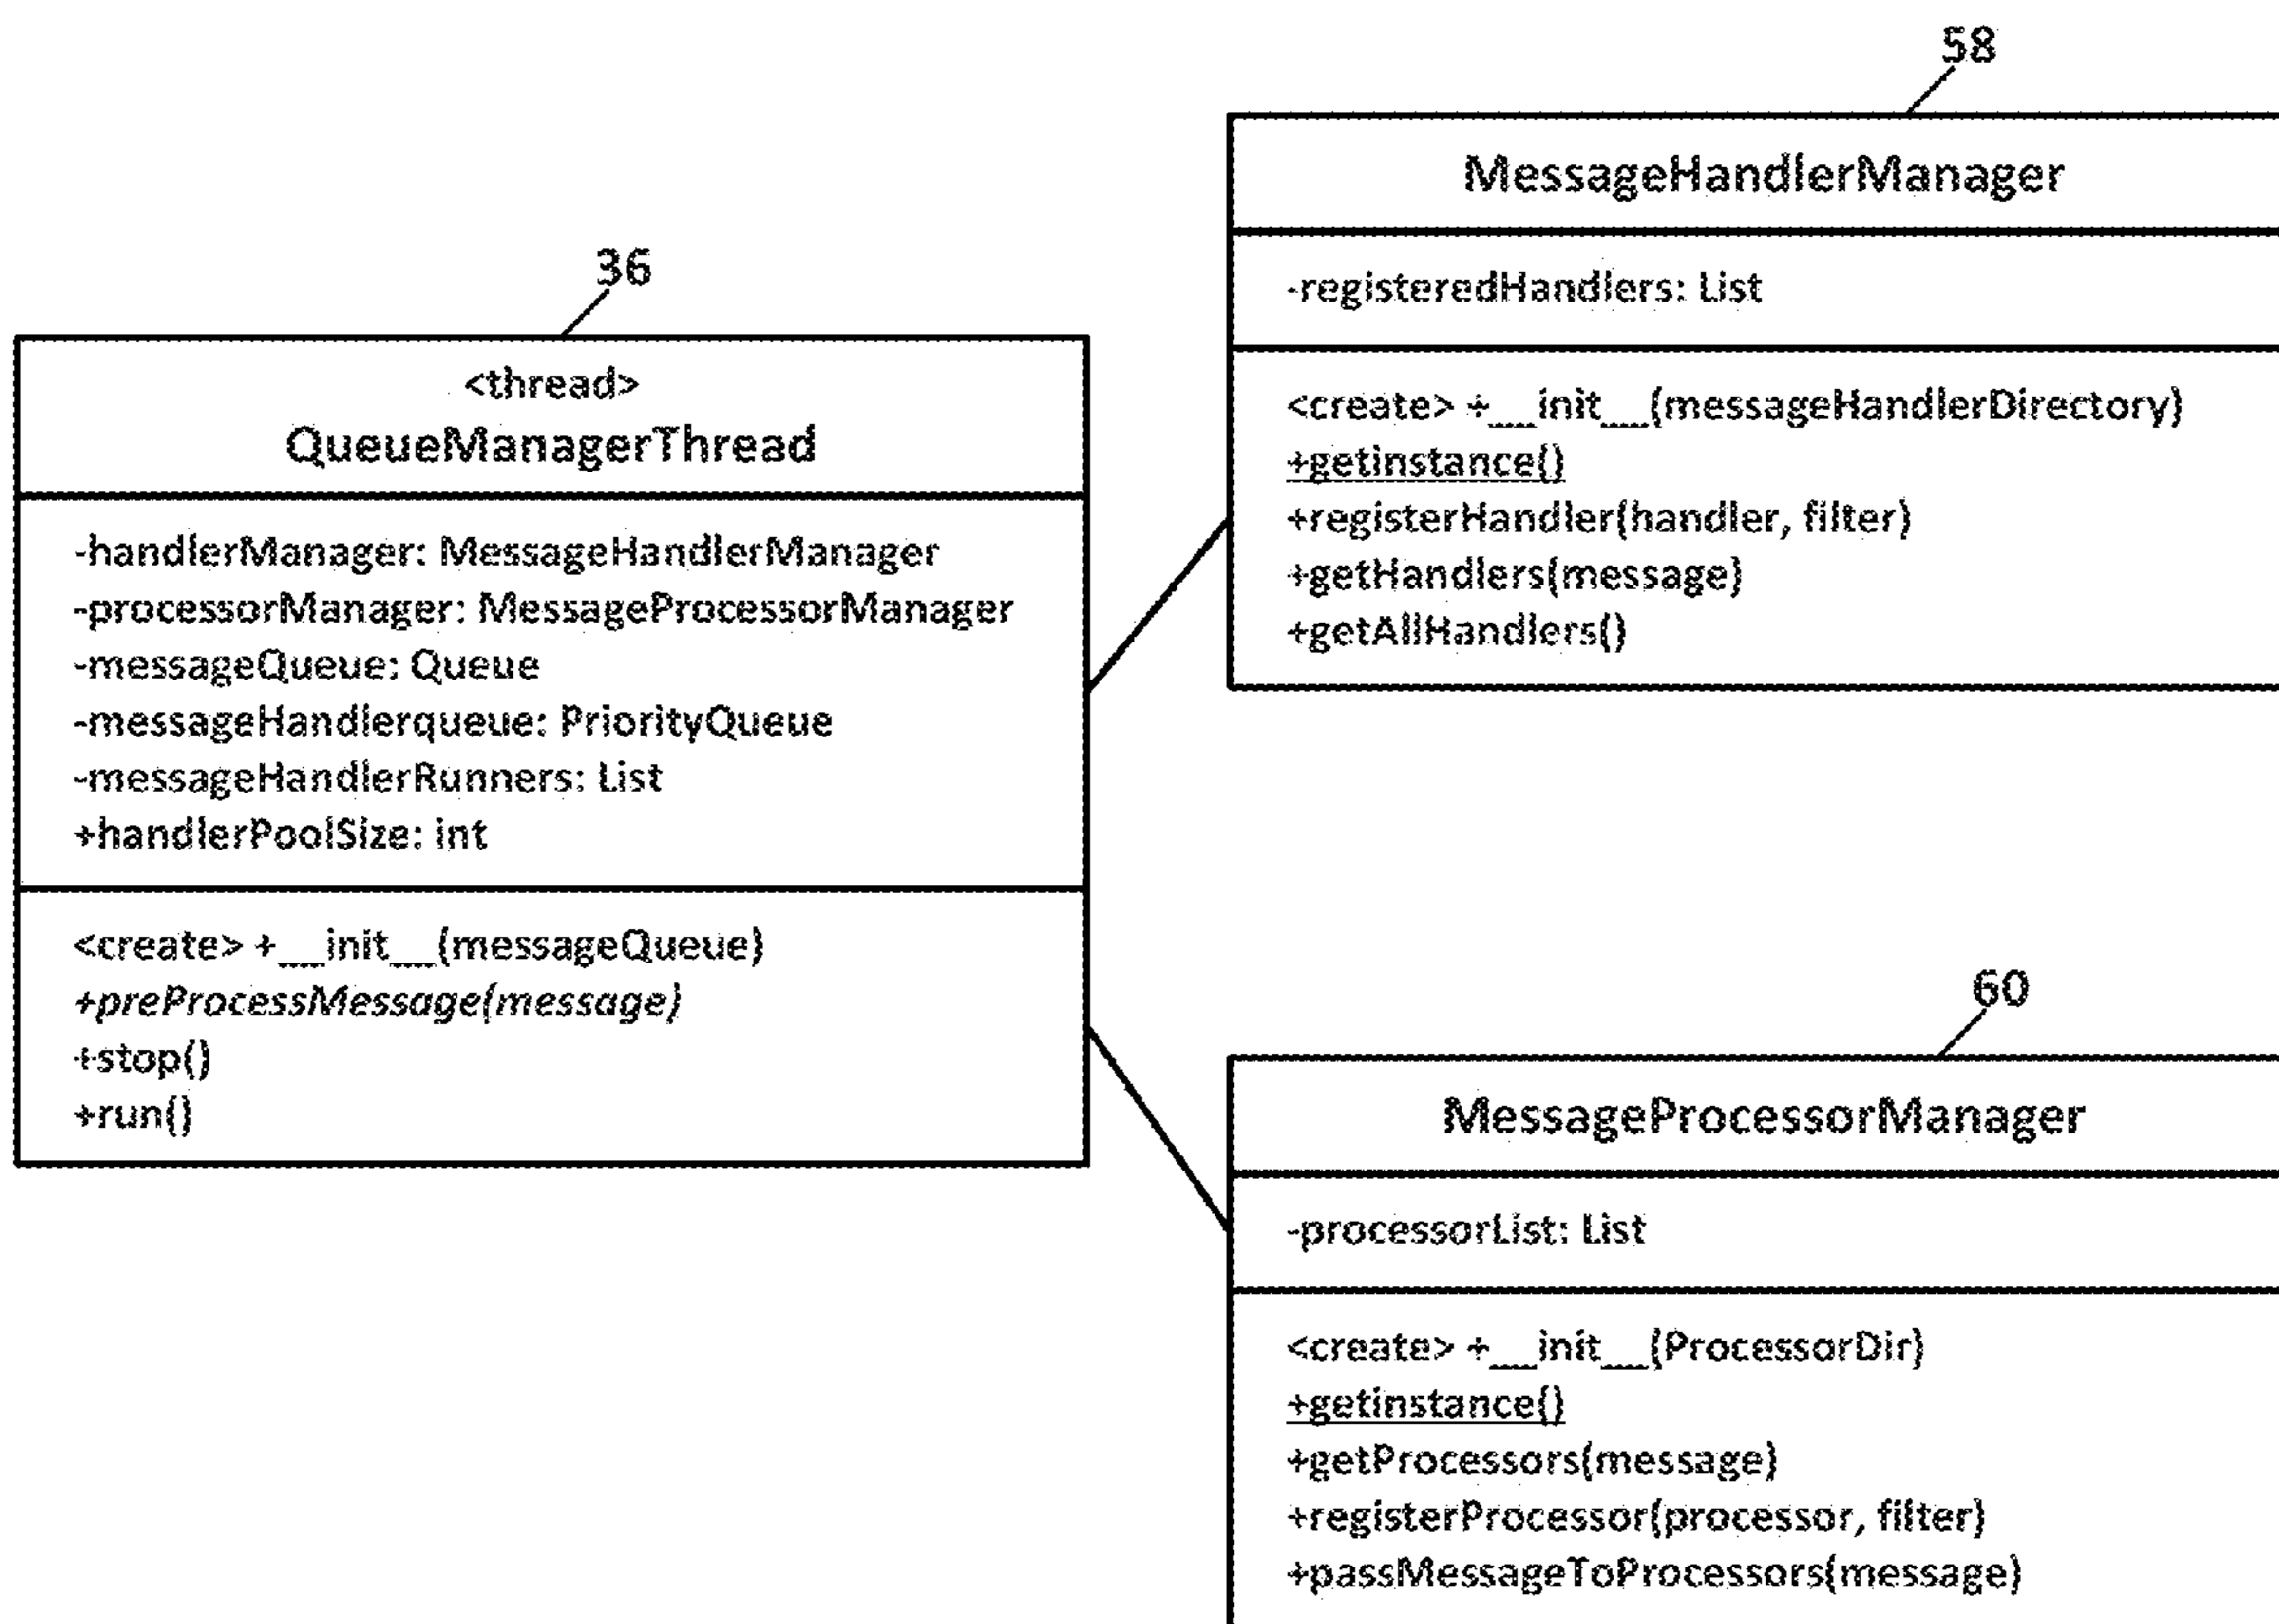 36
<thread>
QueueManagerThread
-handlerManager: MessageHandlerManager
-processorManager: MessageProcessorManager
-messageQueue: Queue
-messageHandlerqueue: PriorityQueue
-messageHandlerRunners: List
+handlerPoolSize: int
<create> +__init__(messageQueue)
+preProcessMessage(message)
+stop()
+run()
58
MessageHandlerManager
-registeredHandlers: List
<create> +__init__(messageHandlerDirectory)
+getinstance()
+registerHandler(handler, filter)
+getHandlers(message)
+getAllHandlers()
60
MessageProcessorManager
-processorList: List
<create> +__init__(ProcessorDir)
+getinstance()
+getProcessors(message)
+registerProcessor(processor, filter)
+passMessageToProcessors(message)